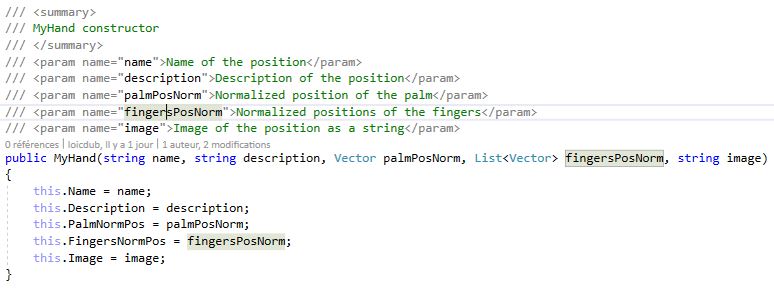 /// <summary>
/// MyHand constructor
/// </summary>
/// <param name="name">Name of the position</param>
/// <param name="description">Description of the position</param>
/// <param name="palmPosNorm">Normalized position of the palm</param>
/// <param name="fingersPosNorm">Normalized positions of the fingers</param>
/// <param name="image">Image of the position as a string</param>
0 références | loicdub, Il y a 1 jour | 1 auteur, 2 modifications
public MyHand(string name, string description, Vector palmPosNorm, List<Vector> fingersPosNorm, string image)
{
    this.Name = name;
    this.Description = description;
    this.PalmNormPos = palmPosNorm;
    this.FingersNormPos = fingersPosNorm;
    this.Image = image;
}